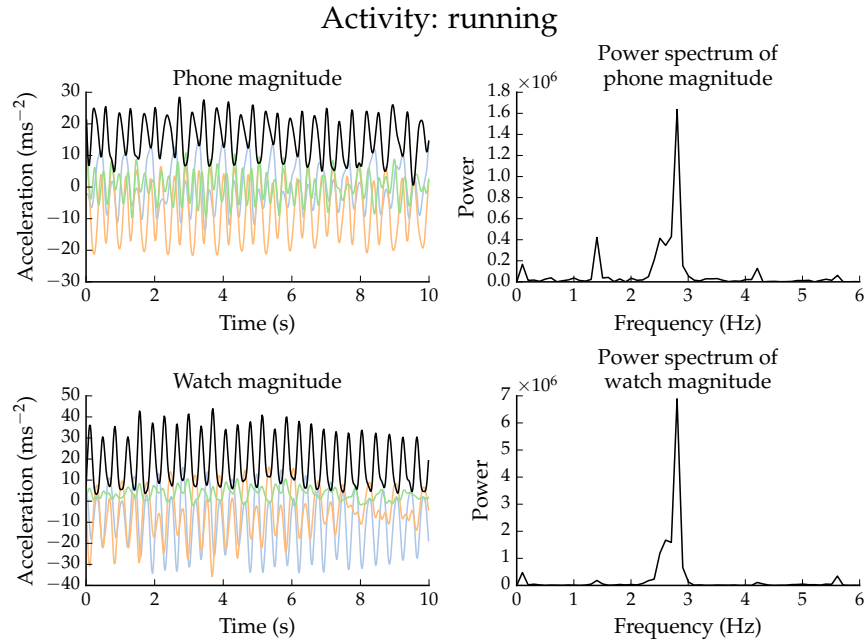 Activity: running
Phone magnitude
30
20
10
0
−10
−20
−30
Acceleration (ms⁻²)
0 2 4 6 8 10
Time (s)
Power spectrum of
phone magnitude
×10⁶
1.8
1.6
1.4
1.2
1.0
0.8
0.6
0.4
0.2
0.0
Power
0 1 2 3 4 5 6
Frequency (Hz)
Watch magnitude
50
40
30
20
10
0
−10
−20
−30
−40
Acceleration (ms⁻²)
0 2 4 6 8 10
Time (s)
Power spectrum of
watch magnitude
×10⁶
7
6
5
4
3
2
1
0
Power
0 1 2 3 4 5 6
Frequency (Hz)